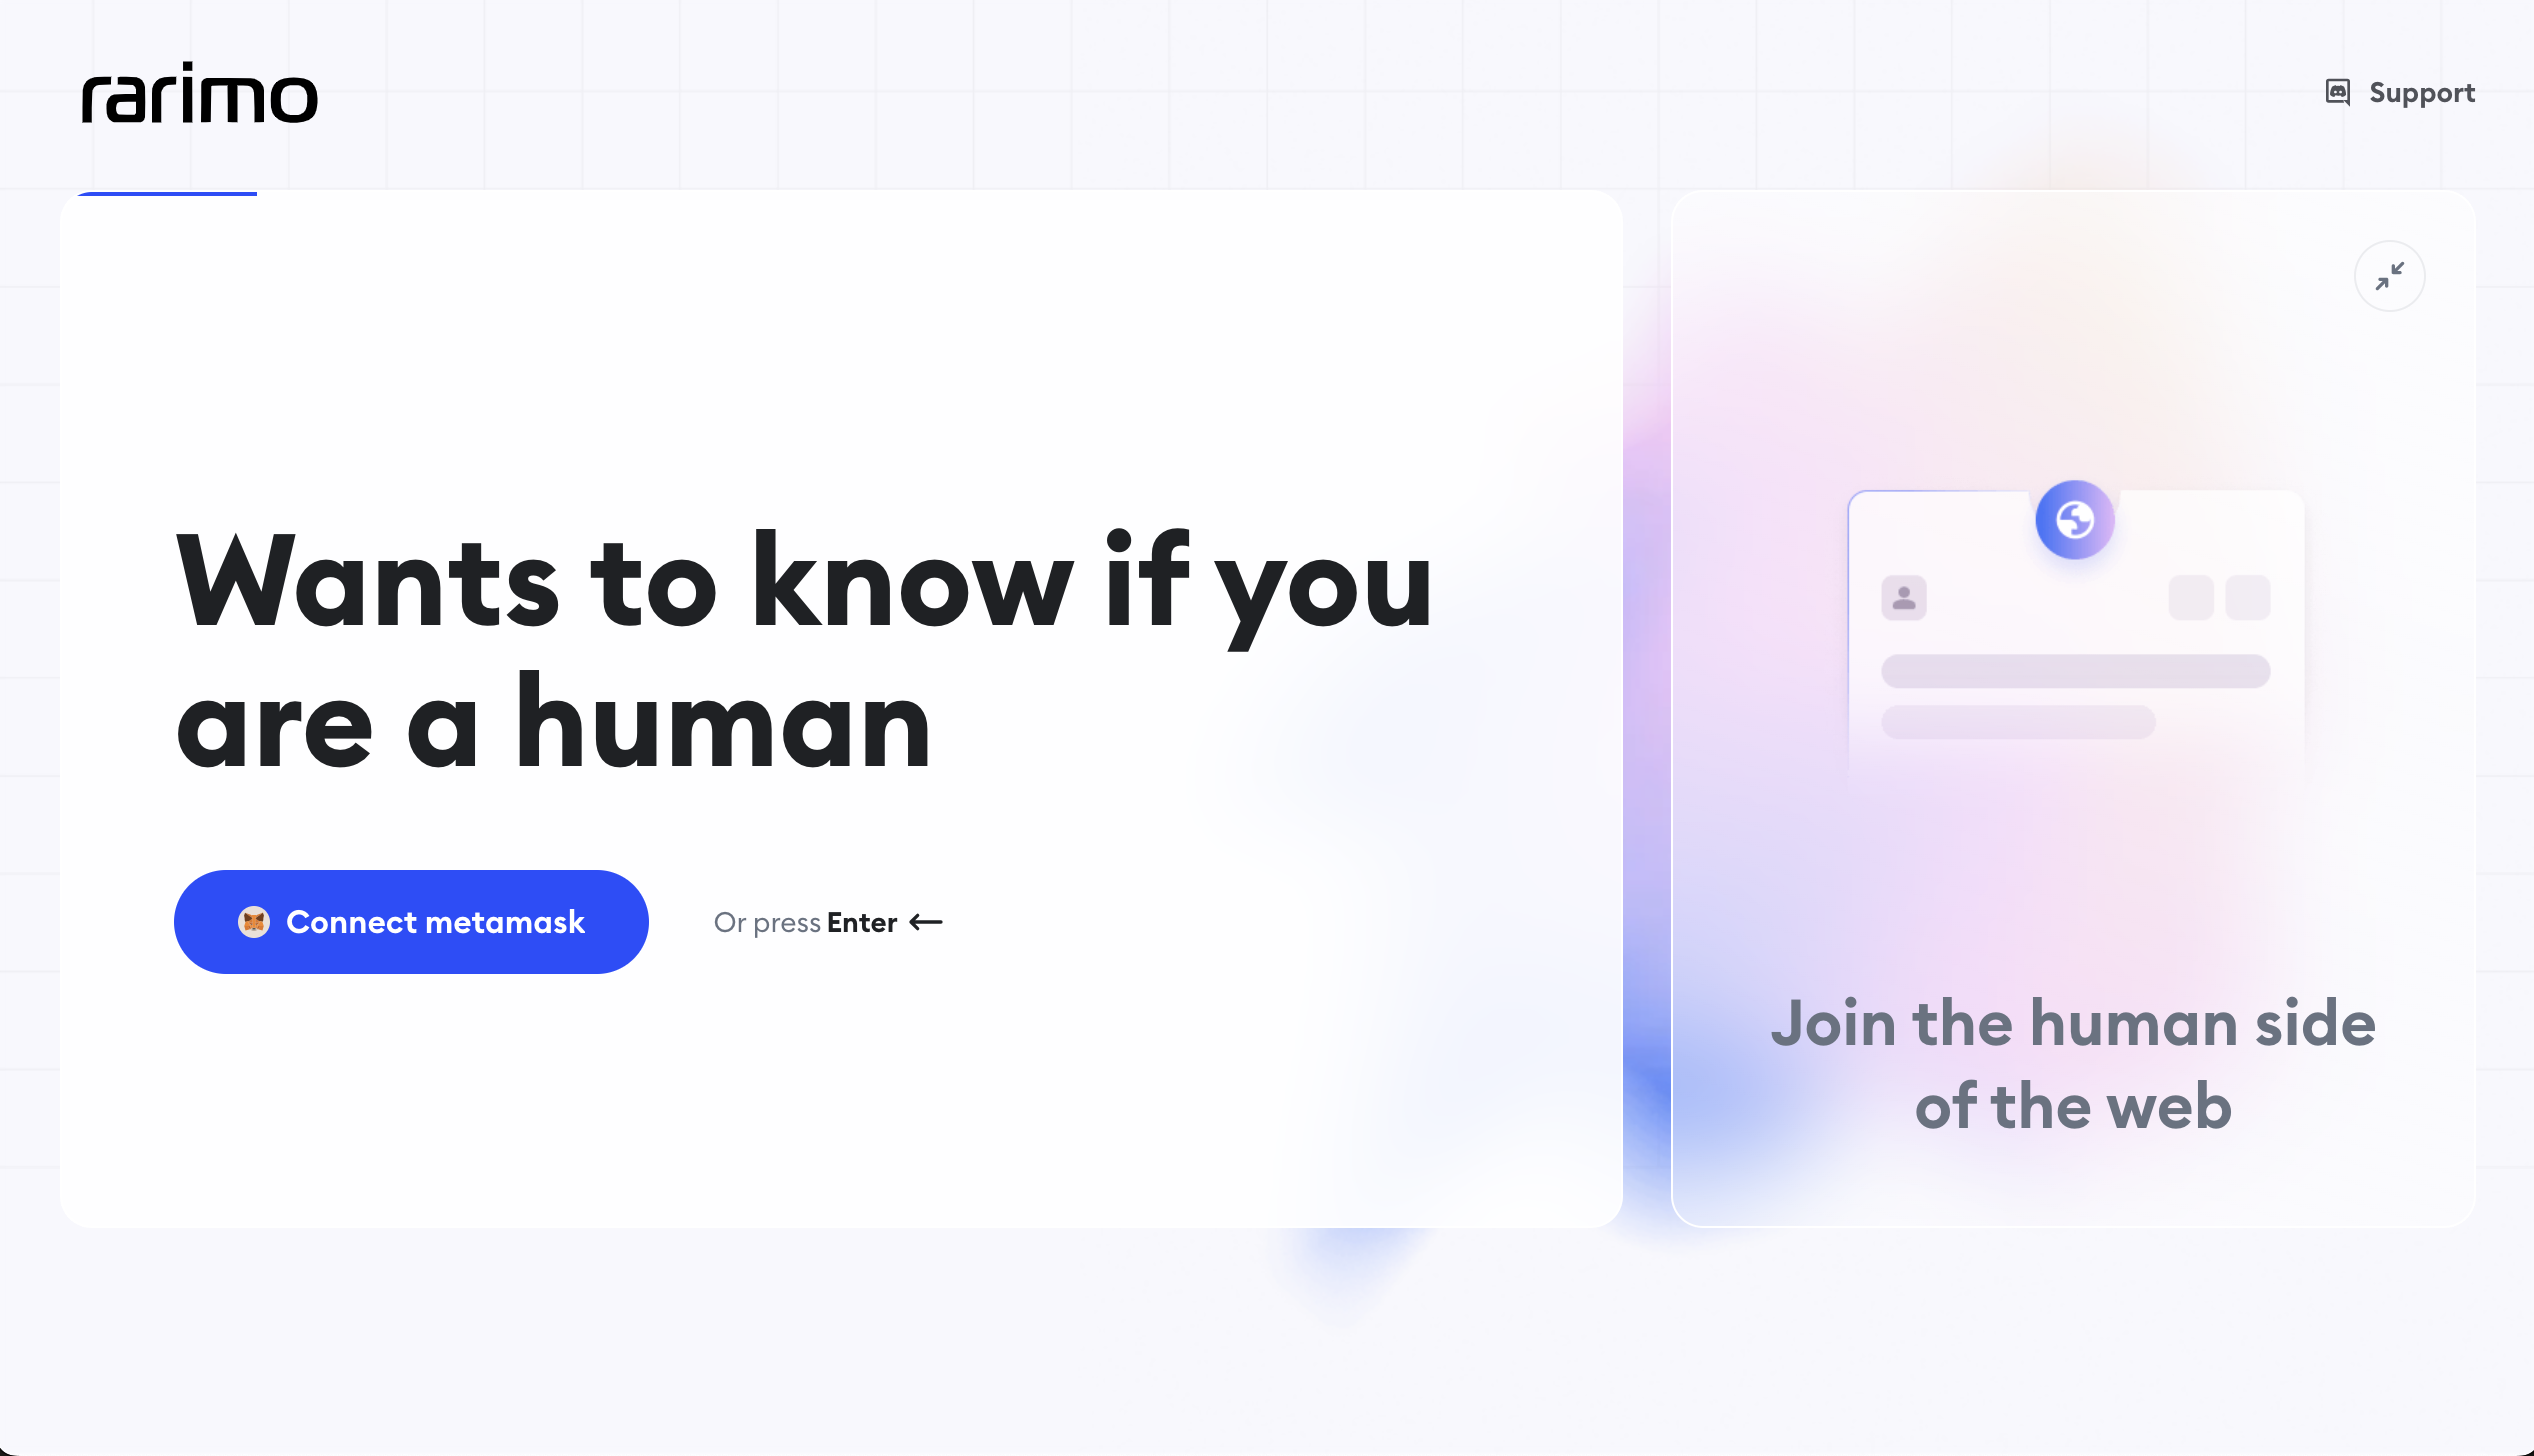 rarimo
Support
Wants to know if you
are a human
Connect metamask
Or press Enter ←
Join the human side
of the web